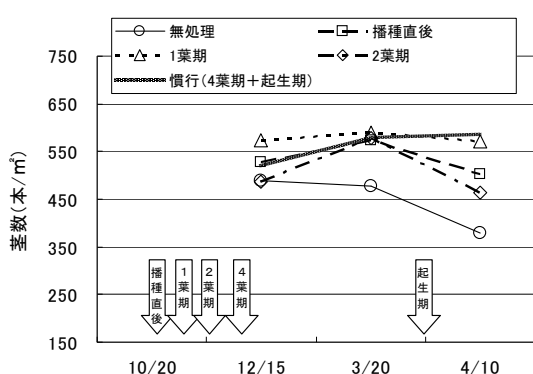 無処理
播種直後
1葉期
2葉期
慣行(4葉期+起生期)
茎数(本/㎡)
750
650
550
450
350
250
150
播種直後
1葉期
2葉期
4葉期
起生期
10/20
12/15
3/20
4/10